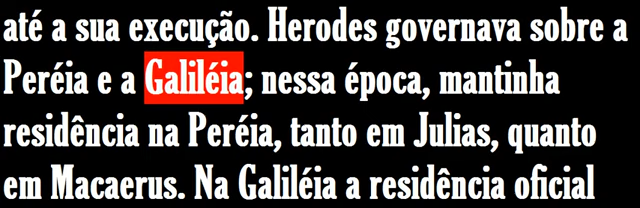 até a sua execução. Herodes governava sobre a
Peréia e a Galiléia; nessa época, mantinha
residência na Peréia, tanto em Julias, quanto
em Macaerus. Na Galiléia a residência oficial